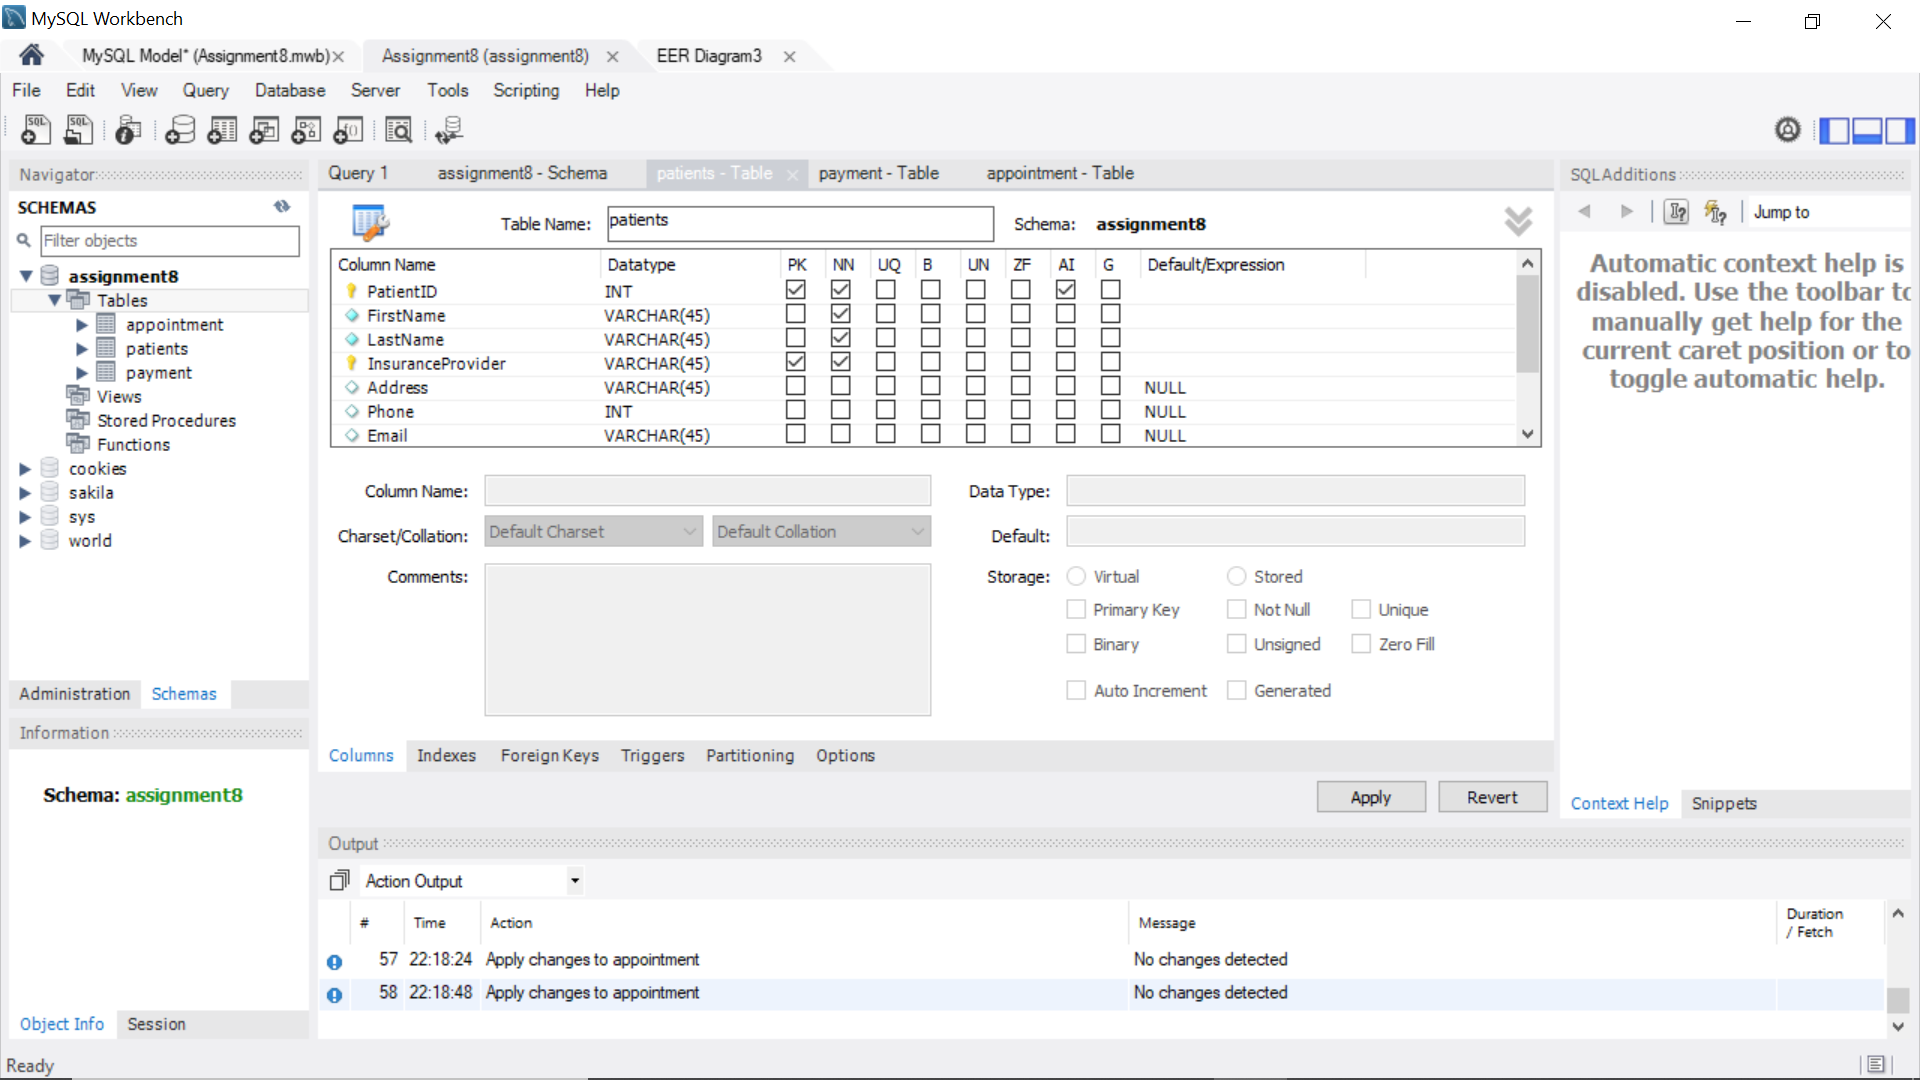 MySQL Workbench
MySQL Model* (Assignment8.mwb)
Assignment8 (assignment8)
EER Diagram3
File Edit View Query Database Server Tools Scripting Help
Navigator
SCHEMAS
Filter objects
assignment8
Tables
appointment
patients
payment
Views
Stored Procedures
Functions
cookies
sakila
sys
world
Administration Schemas
Information
Schema: assignment8
Object Info Session
Query 1
assignment8 - Schema
patients - Table
payment - Table
appointment - Table
Table Name: patients Schema: assignment8
Column Name Datatype PK NN UQ B UN ZF AI G Default/Expression
PatientID INT
FirstName VARCHAR(45)
LastName VARCHAR(45)
InsuranceProvider VARCHAR(45)
Address VARCHAR(45) NULL
Phone INT NULL
Email VARCHAR(45) NULL
Column Name: Data Type:
Charset/Collation: Default Charset Default Collation Default:
Comments: Storage: Virtual Stored
Primary Key Not Null Unique
Binary Unsigned Zero Fill
Auto Increment Generated
Columns Indexes Foreign Keys Triggers Partitioning Options
Apply Revert
SQLAdditions
Jump to
Automatic context help is
disabled. Use the toolbar to
manually get help for the
current caret position or to
toggle automatic help.
Context Help Snippets
Output
Action Output
# Time Action Message Duration / Fetch
57 22:18:24 Apply changes to appointment No changes detected
58 22:18:48 Apply changes to appointment No changes detected
Ready